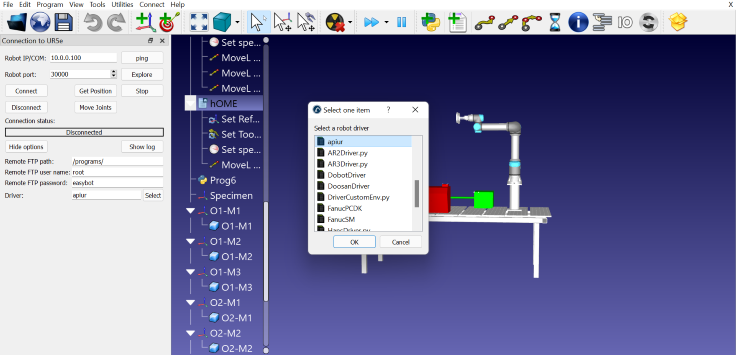 File Edit Program View Tools Utilities Connect Help X
Connection to UR5e
Robot IP/COM: 10.0.0.100 ping
Robot port: 30000 Explore
Connect Get Position Stop
Disconnect Move Joints
Connection status:
Disconnected
Hide options Show log
Remote FTP path: /programs/
Remote FTP user name: root
Remote FTP password: easybot
Driver: apiur Select
Set spe...
MoveL ...
MoveL ...
MoveL ...
hOME
Set Ref...
Set Too...
Set spe...
MoveL ...
Prog6
Specimen
O1-M1
O1-M1
O1-M2
O1-M2
O1-M3
O1-M3
O2-M1
O2-M1
O2-M2
O2-M2
Select one item ?
Select a robot driver
apiur
AR2Driver.py
AR3Driver.py
DobotDriver
DoosanDriver
DriverCustomEnv.py
FanucPCDK
FanucSM
HansDriver.py
OK Cancel
IO